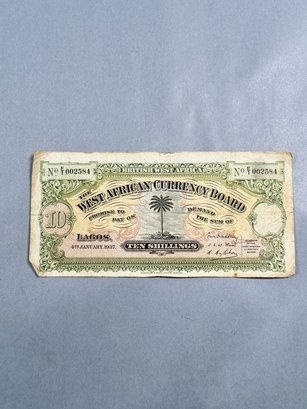 BRITISH WEST AFRICA
No 002584 No 002584
THE WEST AFRICAN CURRENCY BOARD
PROMISE TO PAY ON DEMAND THE SUM OF
10
LAGOS. TEN SHILLINGS
4TH JANUARY, 1937.